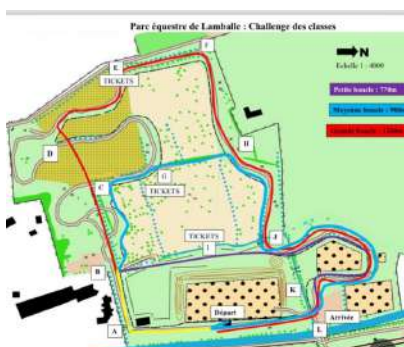 Parc équestre de Lamballe : Challenge des classes
F
E
TICKETS
N
Echelle 1 : 4000
Petite boucle : 770m
Moyenne boucle :
Grande boucle :
D
H
C
G
TICKETS
TICKETS
J
I
B
K
Départ
Arrivée
A
L